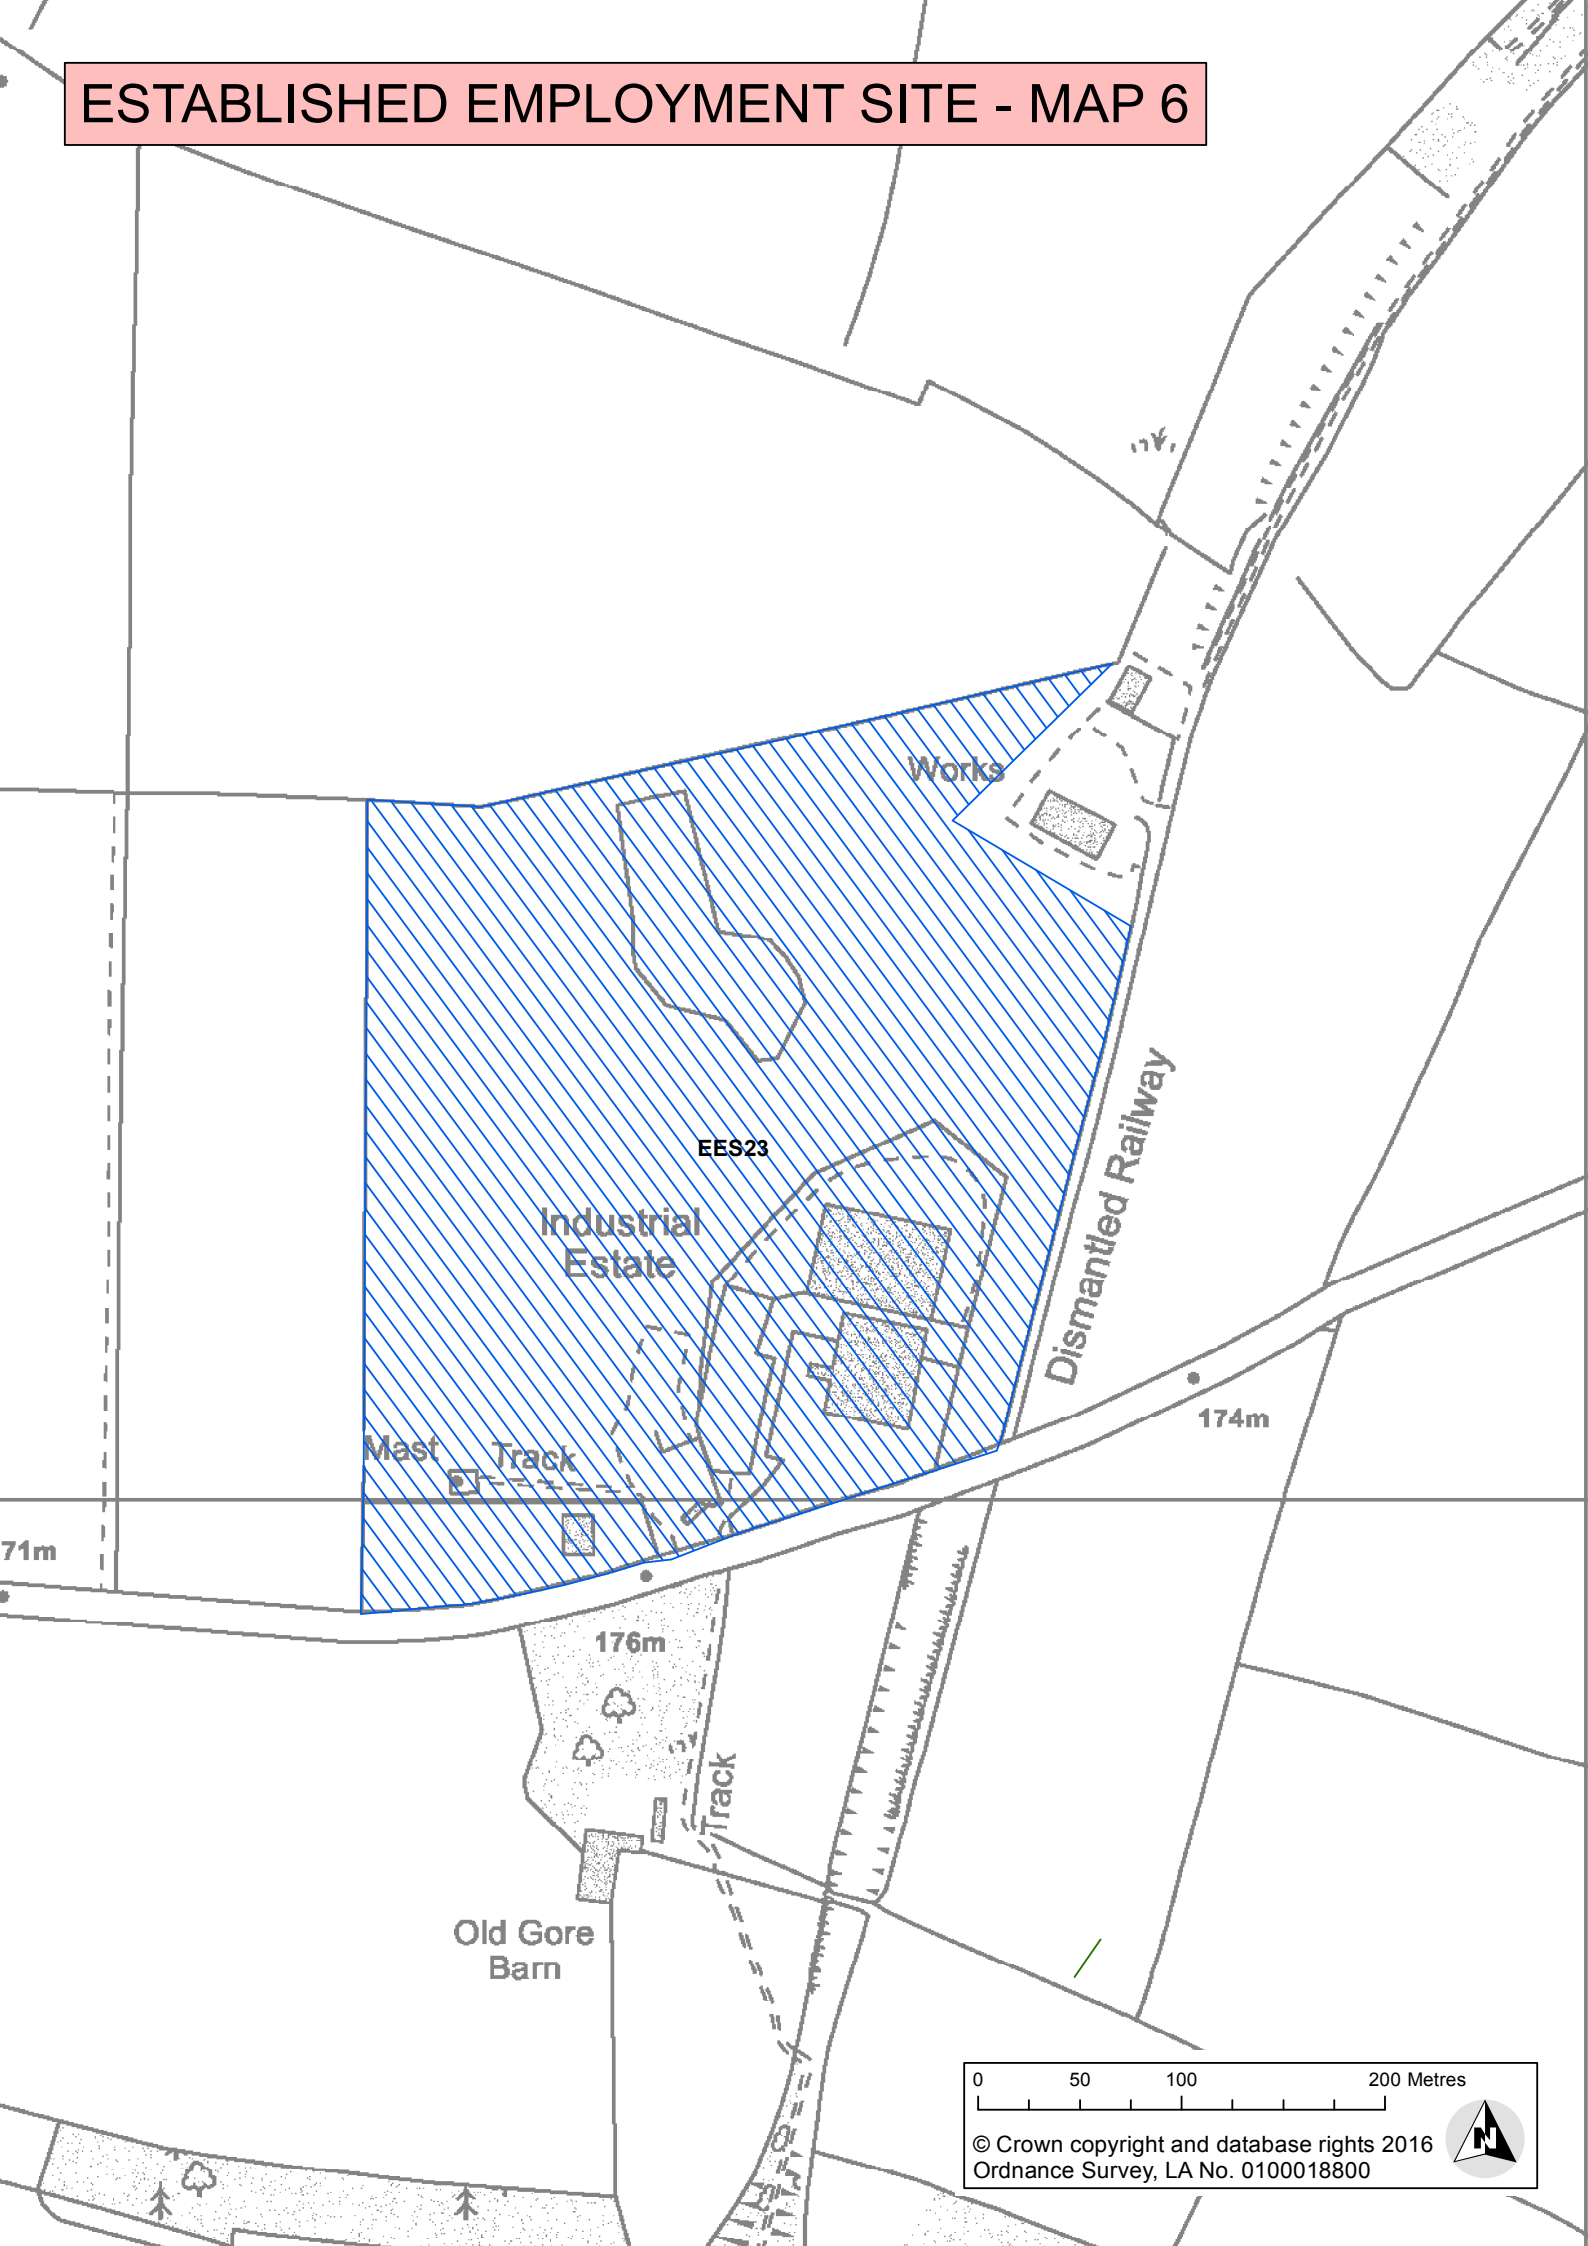 ESTABLISHED EMPLOYMENT SITE - MAP 6
Works
EES23
Industrial
Estate
Dismantled Railway
174m
Mast
Track
71m
176m
Track
Old Gore
Barn
0 50 100 200 Metres
© Crown copyright and database rights 2016
Ordnance Survey, LA No. 0100018800
N